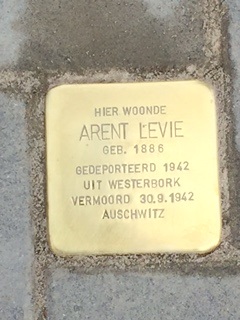 HIER WOONDE
ARENT LEVIE
GEB. 1886
GEDEPORTEERD 1942
UIT WESTERBORK
VERMOORD 30.9.1942
AUSCHWITZ